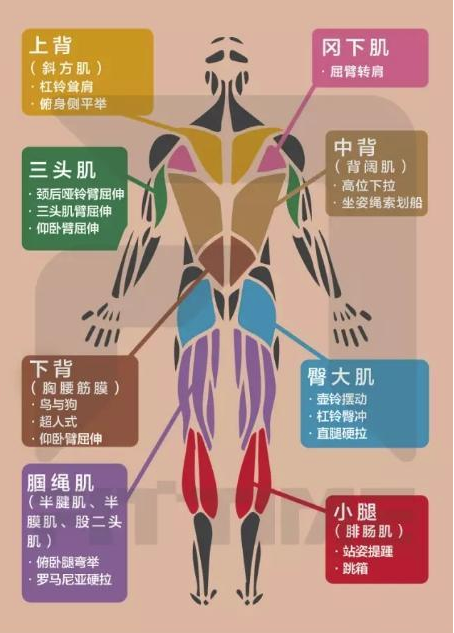 上背
（斜方肌）
· 杠铃耸肩
· 俯身侧平举
冈下肌
· 屈臂转肩
三头肌
· 颈后哑铃臂屈伸
· 三头肌臂屈伸
· 仰卧臂屈伸
中背
（背阔肌）
· 高位下拉
· 坐姿绳索划船
下背
（胸腰筋膜）
· 鸟与狗
· 超人式
· 仰卧臂屈伸
臀大肌
· 壶铃摆动
· 杠铃臀冲
· 直腿硬拉
腘绳肌
（半腱肌、半
膜肌、股二头
肌）
· 俯卧腿弯举
· 罗马尼亚硬拉
小腿
（腓肠肌）
· 站姿提踵
· 跳箱
FITTIME